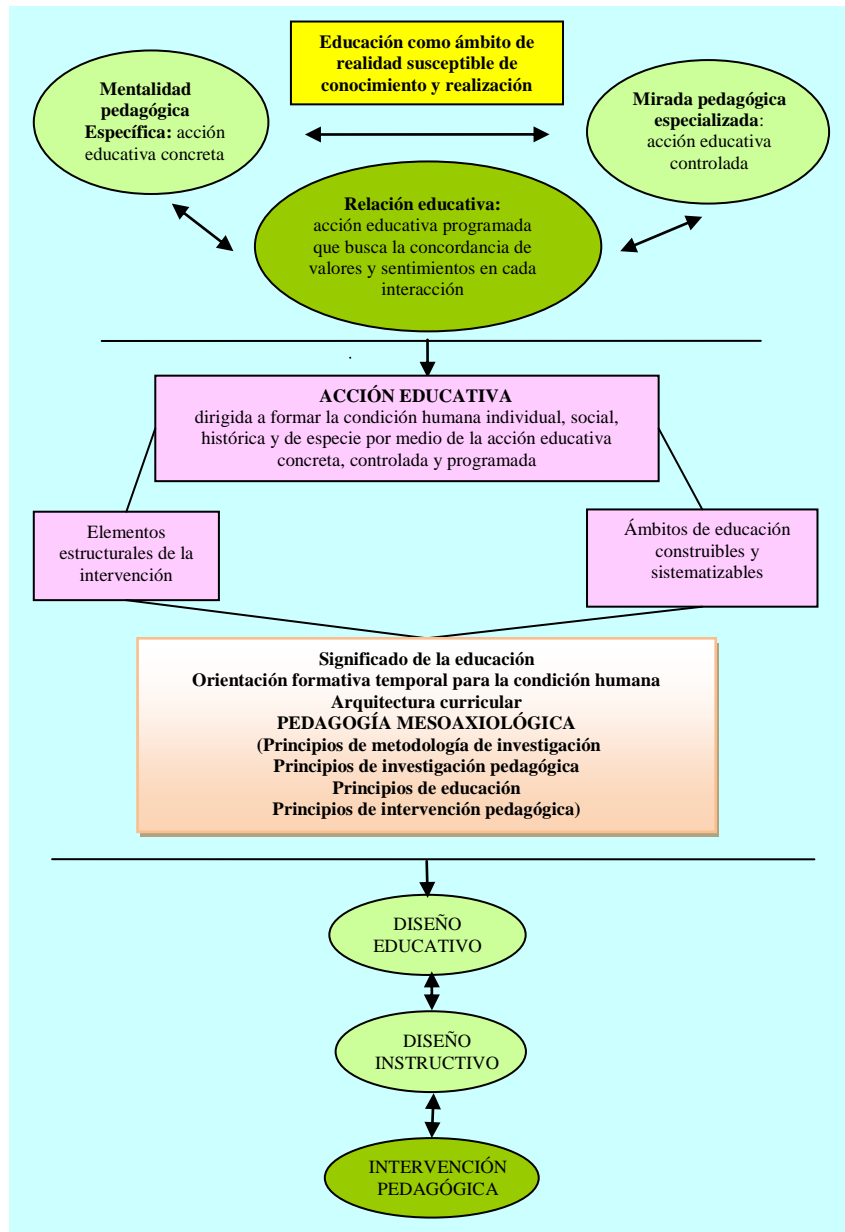 Educación como ámbito de
realidad susceptible de
conocimiento y realización
Mentalidad
pedagógica
Específica: acción
educativa concreta
Mirada pedagógica
especializada:
acción educativa
controlada
Relación educativa:
acción educativa programada
que busca la concordancia de
valores y sentimientos en cada
interacción
ACCIÓN EDUCATIVA
dirigida a formar la condición humana individual, social,
histórica y de especie por medio de la acción educativa
concreta, controlada y programada
Elementos
estructurales de la
intervención
Ámbitos de educación
construibles y
sistematizables
Significado de la educación
Orientación formativa temporal para la condición humana
Arquitectura curricular
PEDAGOGÍA MESOAXIOLÓGICA
(Principios de metodología de investigación
Principios de investigación pedagógica
Principios de educación
Principios de intervención pedagógica)
DISEÑO
EDUCATIVO
DISEÑO
INSTRUCTIVO
INTERVENCIÓN
PEDAGÓGICA